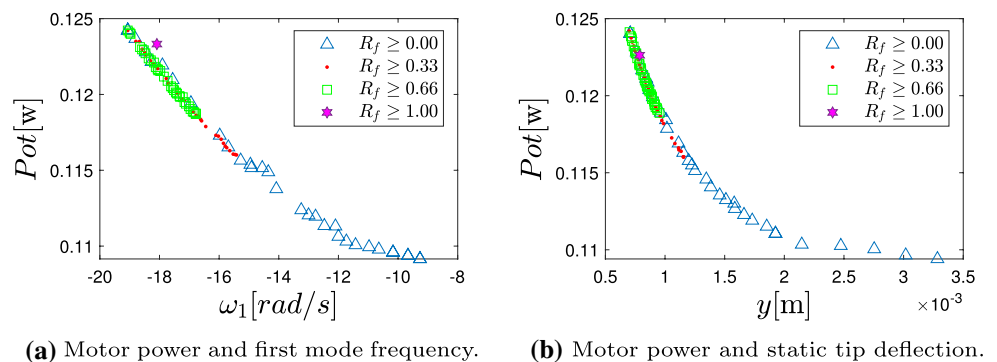 0.125
0.12
0.115
0.11
Pot[w]
-20 -18 -16 -14 -12 -10 -8
ω₁[rad/s]
R_f ≥ 0.00
R_f ≥ 0.33
R_f ≥ 0.66
R_f ≥ 1.00
(a) Motor power and first mode frequency.
0.125
0.12
0.115
0.11
Pot[w]
0.5 1 1.5 2 2.5 3 3.5
×10⁻³
y[m]
R_f ≥ 0.00
R_f ≥ 0.33
R_f ≥ 0.66
R_f ≥ 1.00
(b) Motor power and static tip deflection.